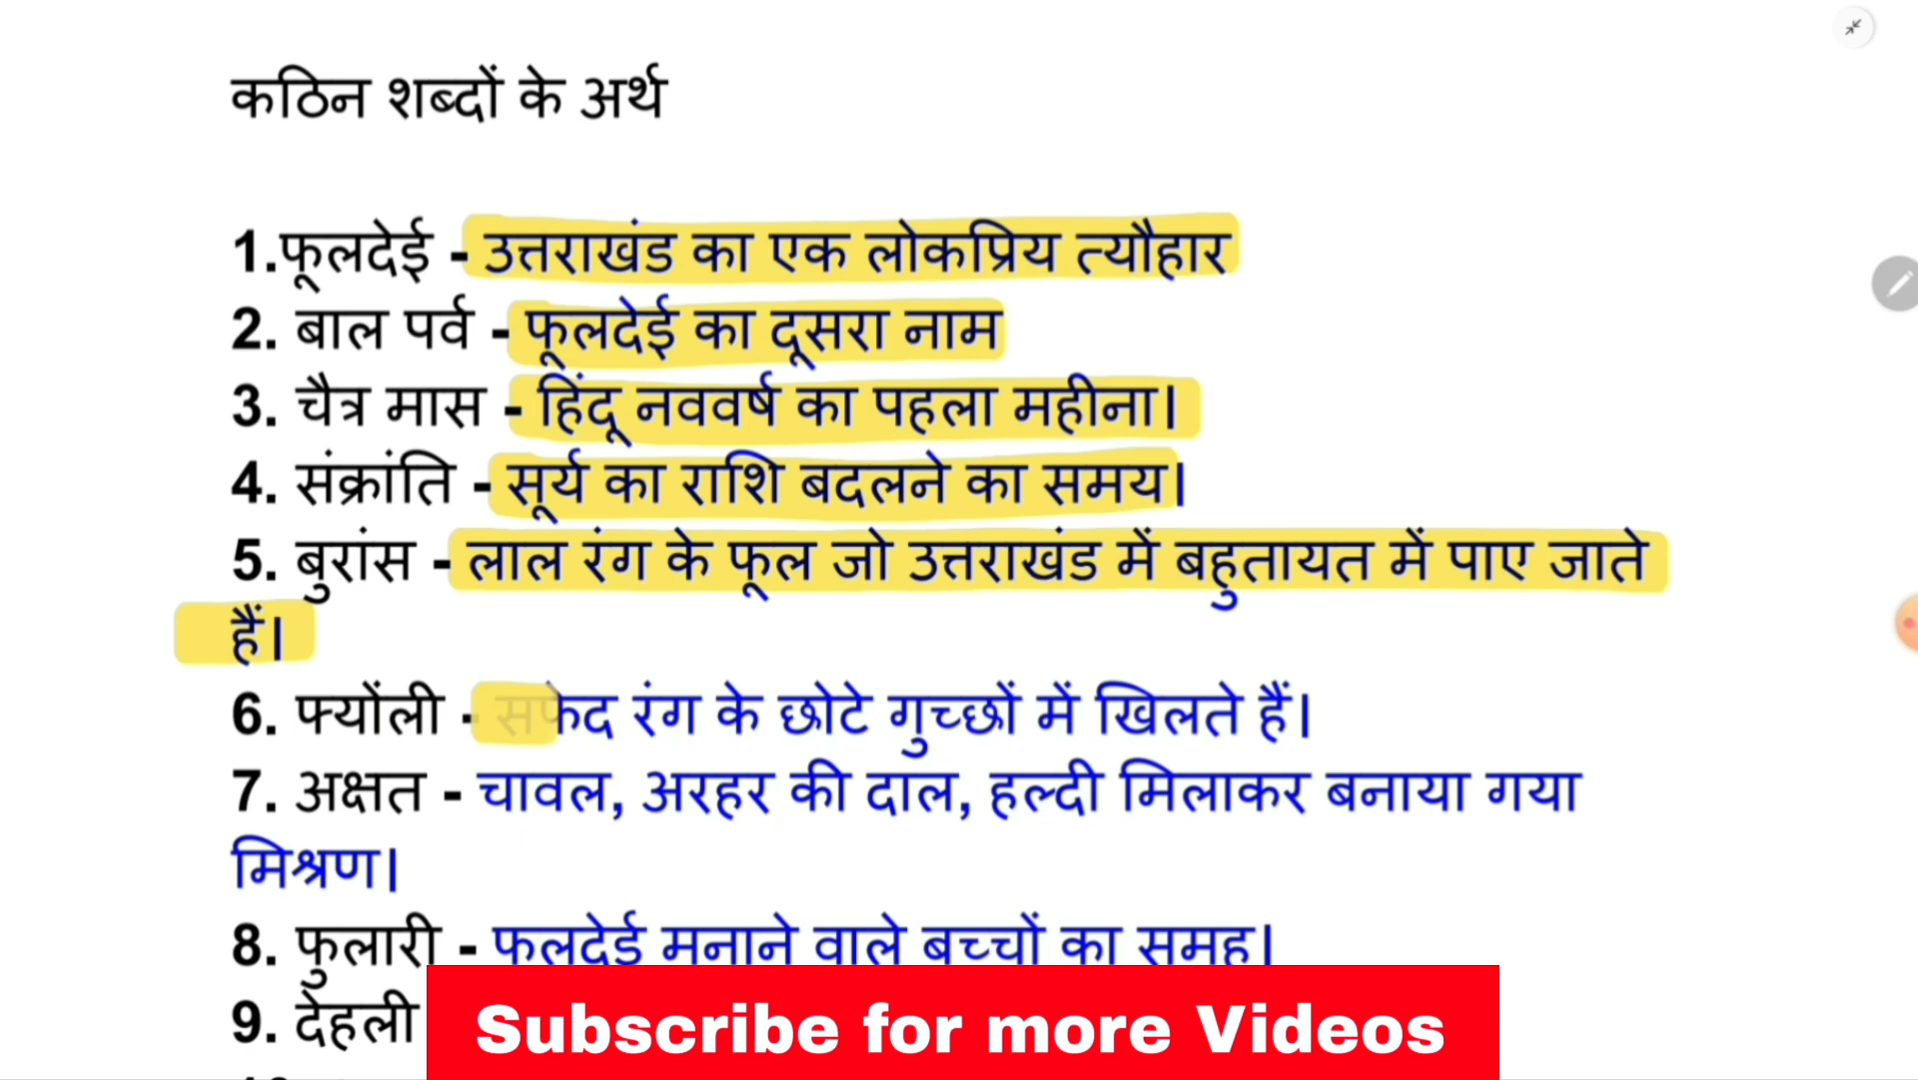 कठिन शब्दों के अर्थ
1.फूलदेई - उत्तराखंड का एक लोकप्रिय त्यौहार
2. बाल पर्व - फूलदेई का दूसरा नाम
3. चैत्र मास - हिंदू नववर्ष का पहला महीना।
4. संक्रांति - सूर्य का राशि बदलने का समय।
5. बुरांस - लाल रंग के फूल जो उत्तराखंड में बहुतायत में पाए जाते
हैं।
6. फ्योंली - सफेद रंग के छोटे गुच्छों में खिलते हैं।
7. अक्षत - चावल, अरहर की दाल, हल्दी मिलाकर बनाया गया
मिश्रण।
8. फुलारी - फूलदेई मनाने वाले बच्चों का समूह।
9. देहली
Subscribe for more Videos